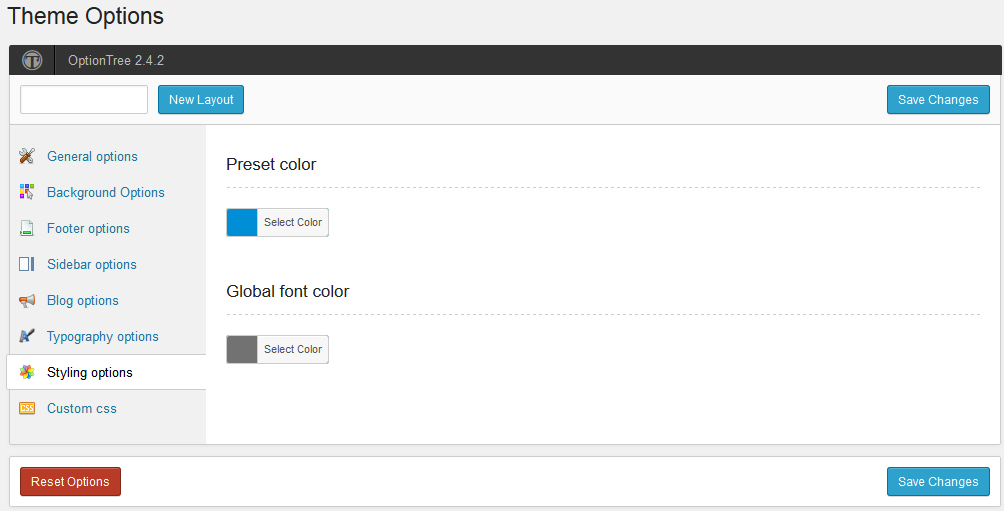 Theme Options
OptionTree 2.4.2
New Layout
Save Changes
General options
Background Options
Footer options
Sidebar options
Blog options
Typography options
Styling options
CSS Custom css
Preset color
Select Color
Global font color
Select Color
Reset Options
Save Changes